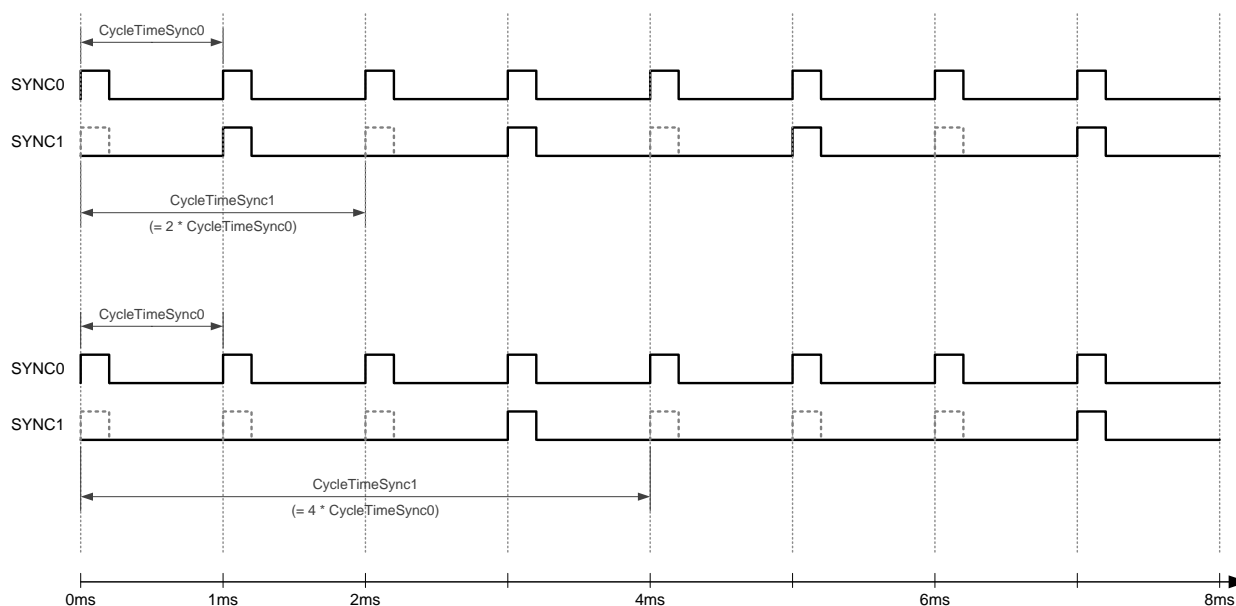 CycleTimeSync0
SYNC0
SYNC1
CycleTimeSync1
(= 2 * CycleTimeSync0)
CycleTimeSync0
SYNC0
SYNC1
CycleTimeSync1
(= 4 * CycleTimeSync0)
0ms 1ms 2ms 4ms 6ms 8ms